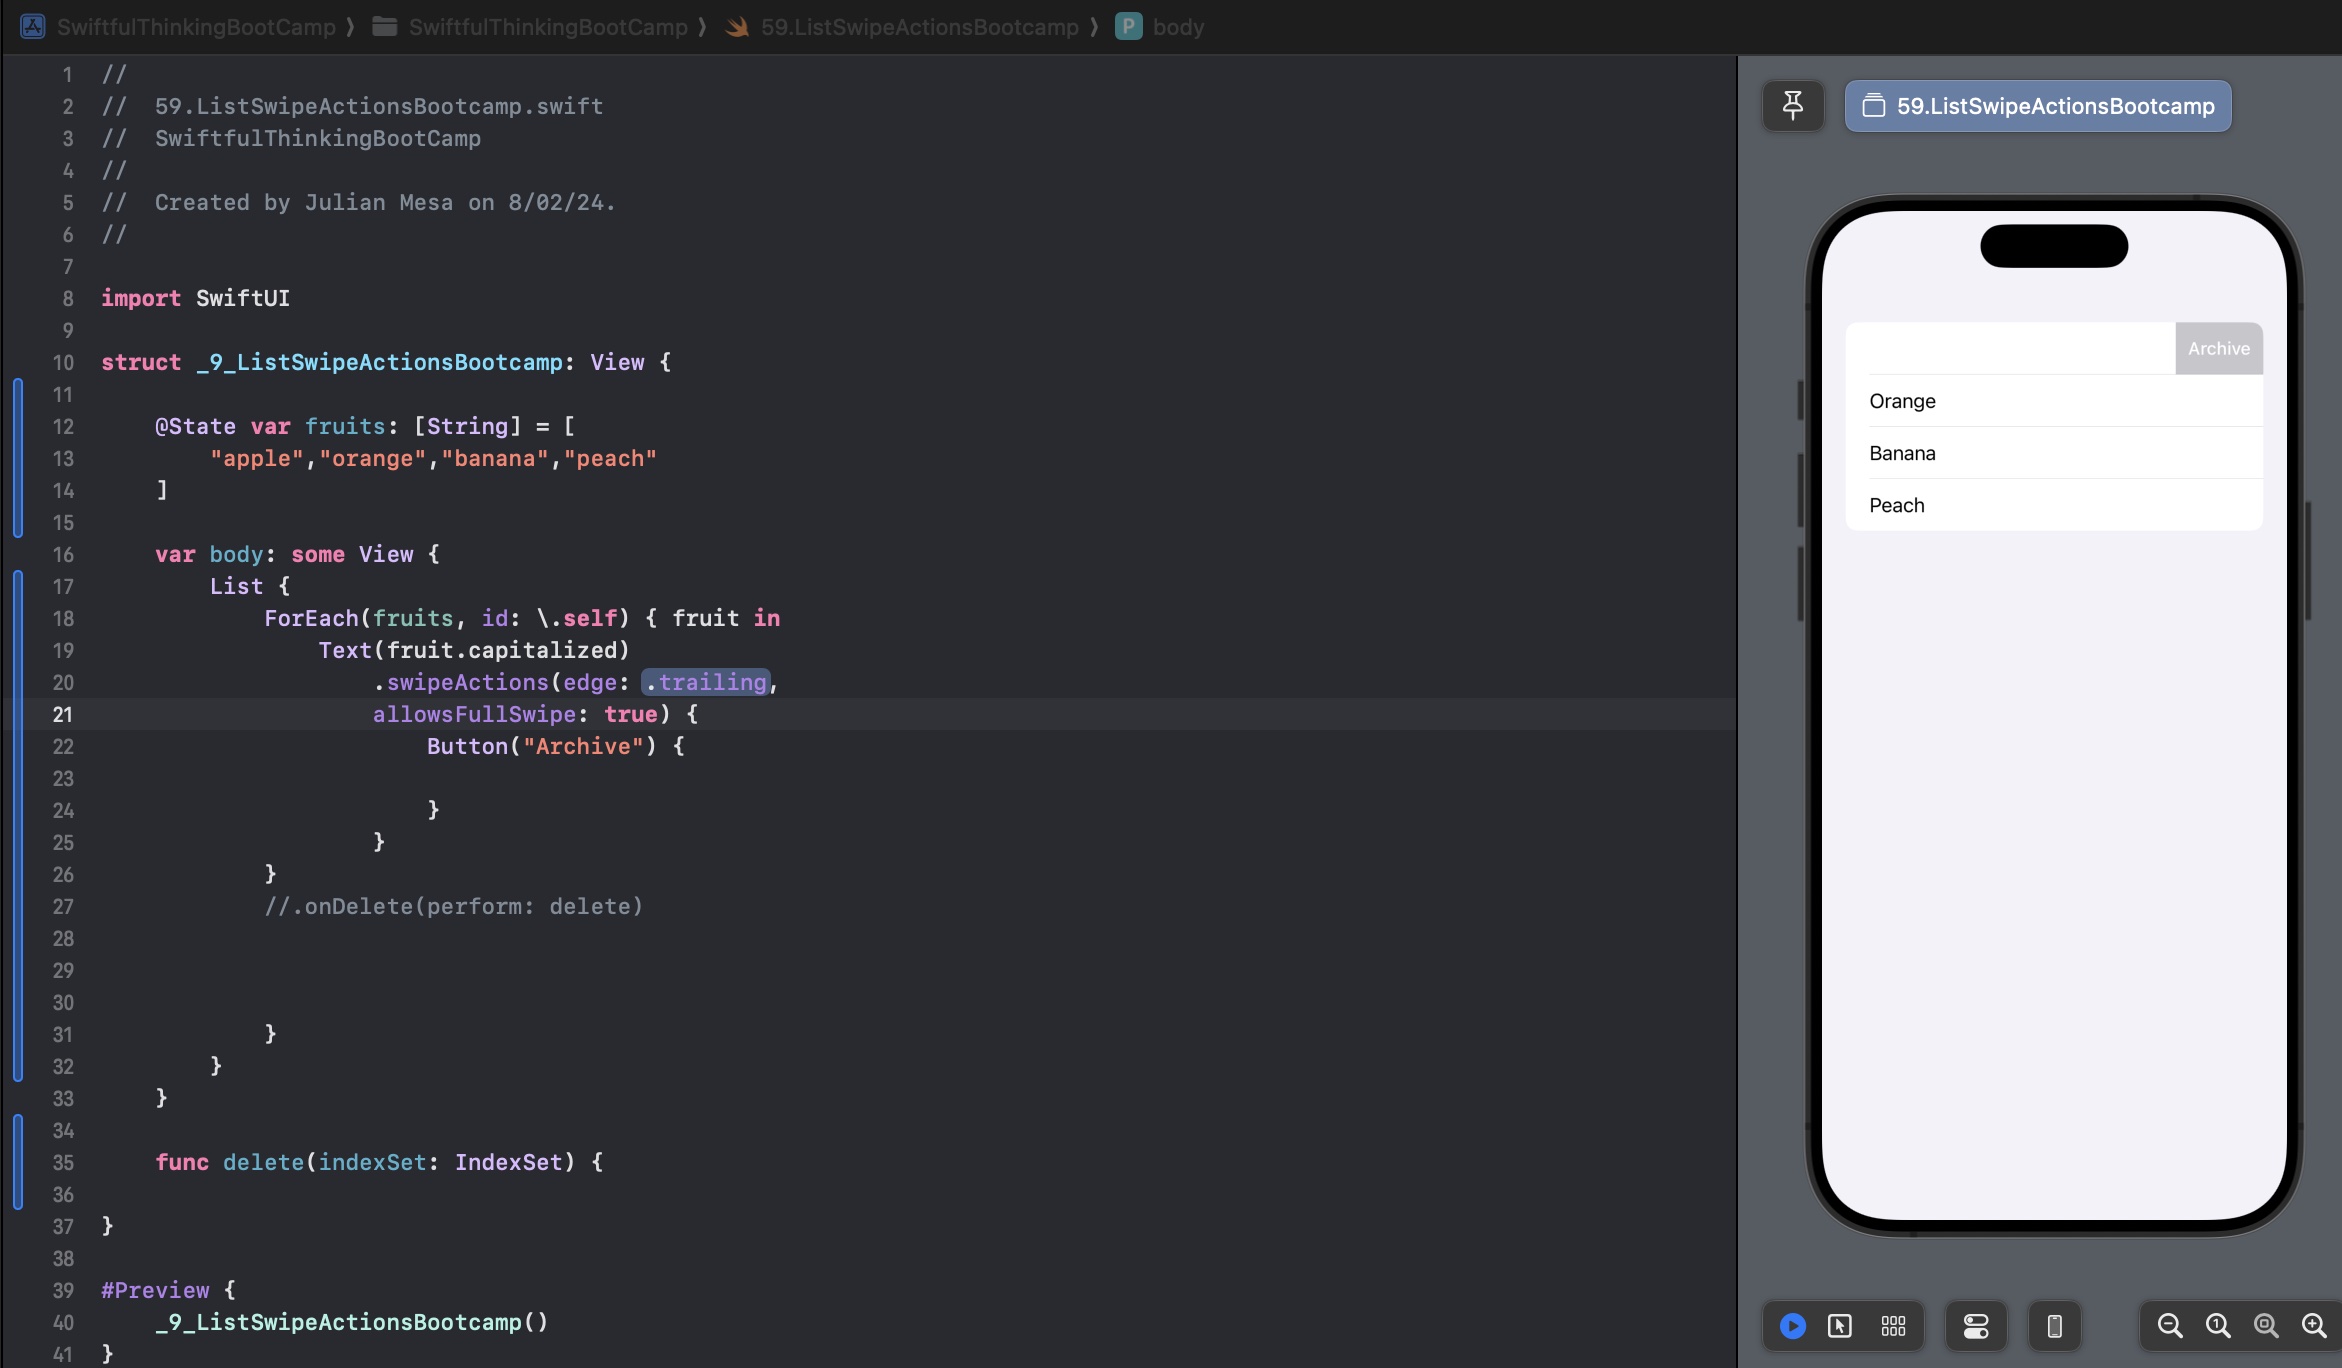 SwiftfulThinkingBootCamp ⟩ SwiftfulThinkingBootCamp ⟩ 59.ListSwipeActionsBootcamp ⟩ P body
1 //
2 //  59.ListSwipeActionsBootcamp.swift
3 //  SwiftfulThinkingBootCamp
4 //
5 //  Created by Julian Mesa on 8/02/24.
6 //
7
8 import SwiftUI
9
10 struct _9_ListSwipeActionsBootcamp: View {
11
12     @State var fruits: [String] = [
13         "apple","orange","banana","peach"
14     ]
15
16     var body: some View {
17         List {
18             ForEach(fruits, id: \.self) { fruit in
19                 Text(fruit.capitalized)
20                     .swipeActions(edge: .trailing,
21                     allowsFullSwipe: true) {
22                         Button("Archive") {
23
24                         }
25                     }
26             }
27             //.onDelete(perform: delete)
28
29
30
31             }
32         }
33     }
34
35     func delete(indexSet: IndexSet) {
36
37 }
38
39 #Preview {
40     _9_ListSwipeActionsBootcamp()
41 }
59.ListSwipeActionsBootcamp
Archive
Orange
Banana
Peach